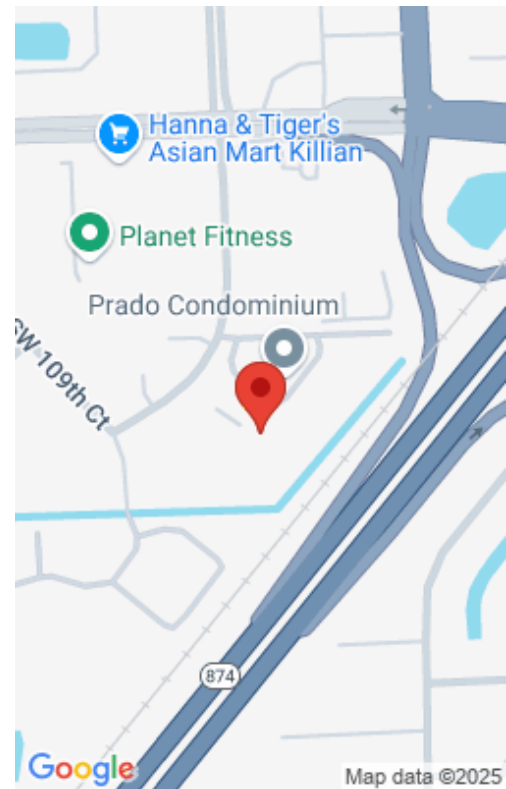 Hanna & Tiger's
Asian Mart Killian
Planet Fitness
Prado Condominium
SW 109th Ct
874
Google
Map data ©2025